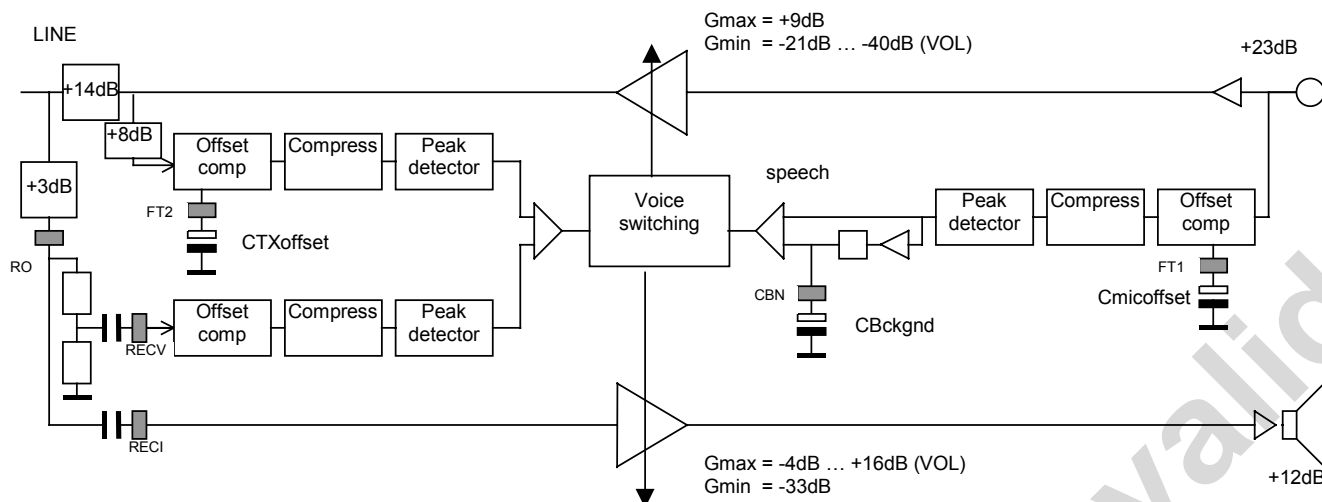 Gmax = +9dB
Gmin = -21dB ... -40dB (VOL)
LINE
+23dB
+14dB
+8dB
Offset comp
Compress
Peak detector
+3dB
speech
Voice switching
Peak detector
Compress
Offset comp
FT2
CTXoffset
RO
CBN
FT1
CBckgnd
Cmicoffset
Offset comp
Compress
Peak detector
RECV
RECI
Gmax = -4dB ... +16dB (VOL)
Gmin = -33dB
+12dB
valid